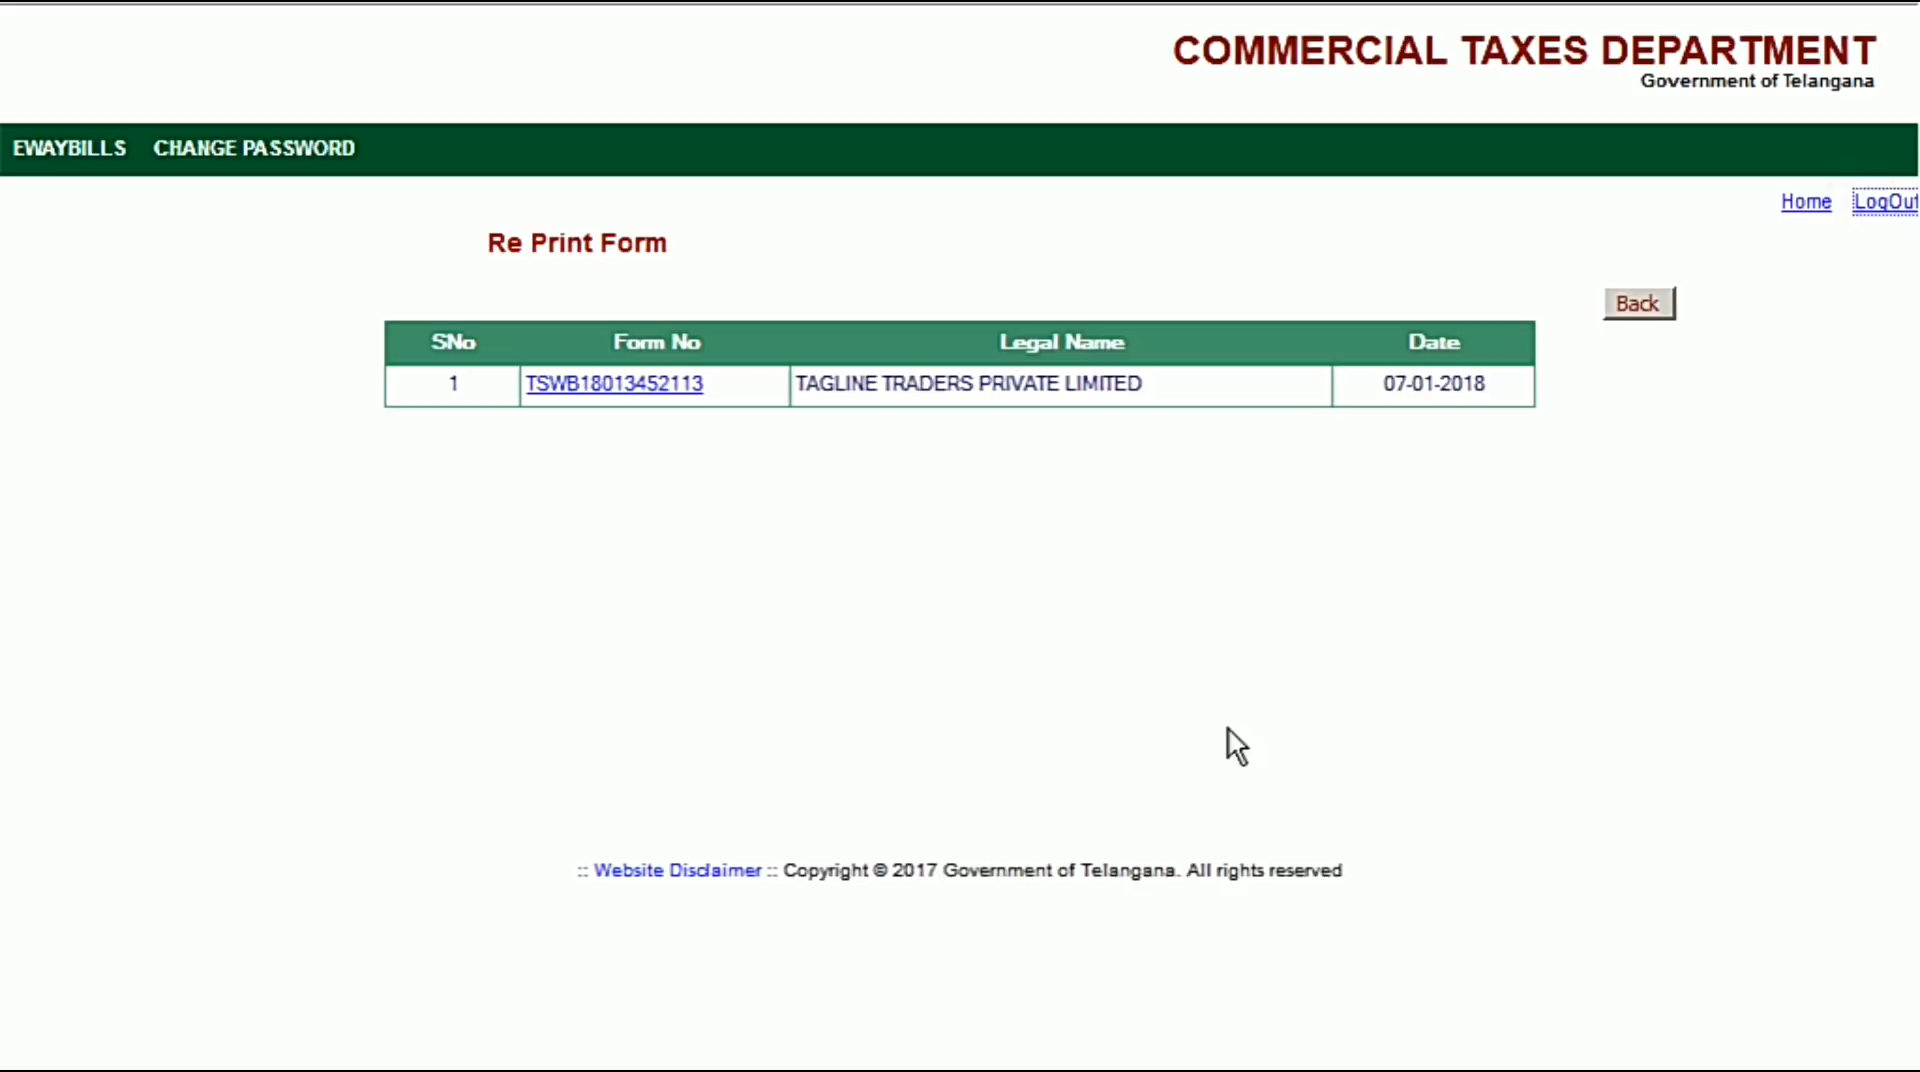 COMMERCIAL TAXES DEPARTMENT
Government of Telangana
EWAYBILLS CHANGE PASSWORD
Home LogOut
Re Print Form
Back
SNo Form No Legal Name Date
1 TSWB18013452113 TAGLINE TRADERS PRIVATE LIMITED 07-01-2018
:: Website Disclaimer :: Copyright © 2017 Government of Telangana. All rights reserved